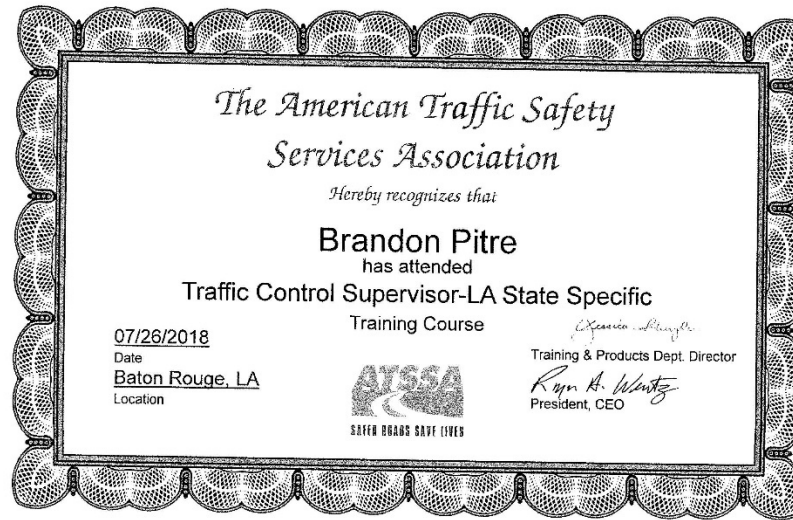 The American Traffic Safety
Services Association
Hereby recognizes that
Brandon Pitre
has attended
Traffic Control Supervisor-LA State Specific
Training Course
07/26/2018
Date
Baton Rouge, LA
Location
ATSSA
SAFER ROADS SAVE LIVES
Training & Products Dept. Director
President, CEO